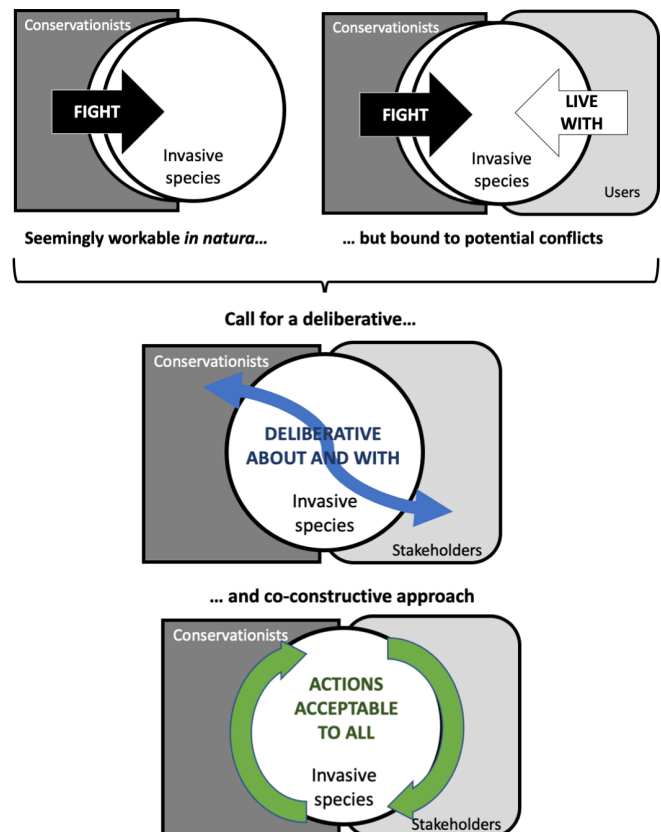 Conservationists
FIGHT
Invasive
species
Conservationists
FIGHT
LIVE
WITH
Invasive
species
Users
Seemingly workable in natura…
… but bound to potential conflicts
Call for a deliberative…
Conservationists
DELIBERATIVE
ABOUT AND WITH
Invasive
species
Stakeholders
… and co-constructive approach
Conservationists
ACTIONS
ACCEPTABLE
TO ALL
Invasive
species
Stakeholders